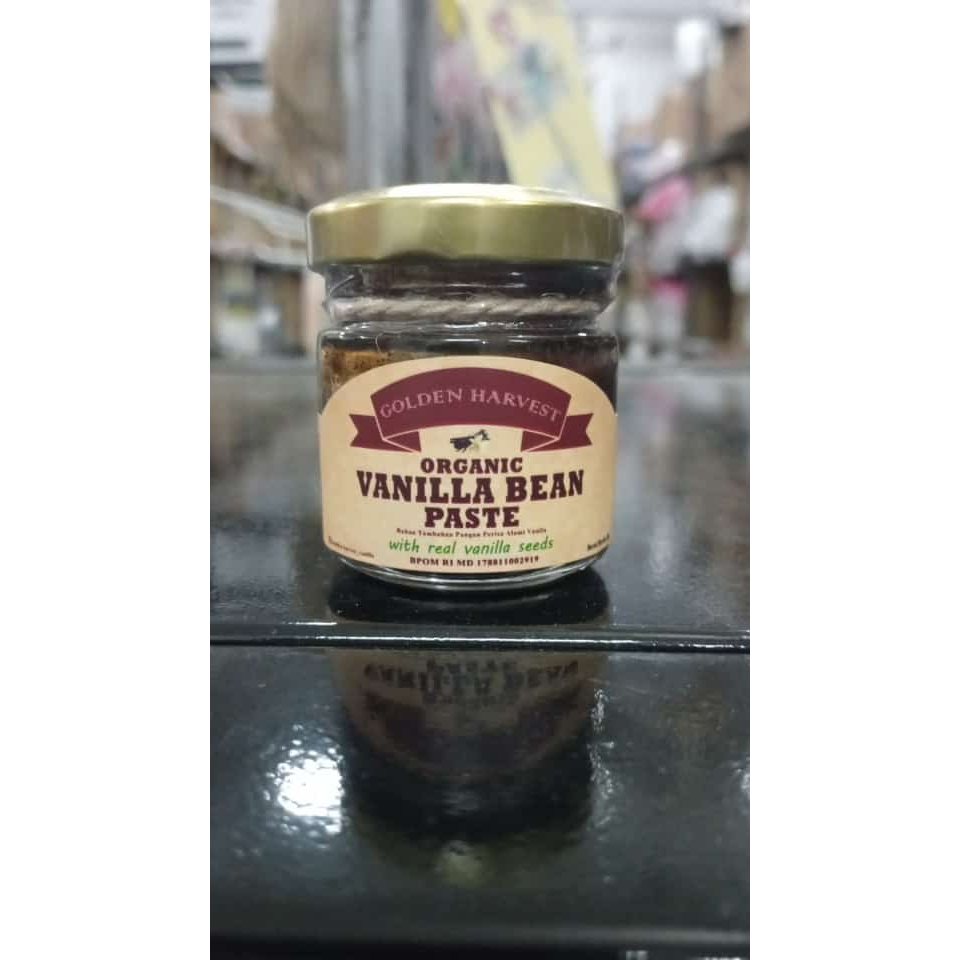 GOLDEN HARVEST
ORGANIC
VANILLA BEAN
PASTE
Bahan Tambahan Pangan Perisa Alami Vanila
with real vanilla seeds
BPOM RI MD 178811002919